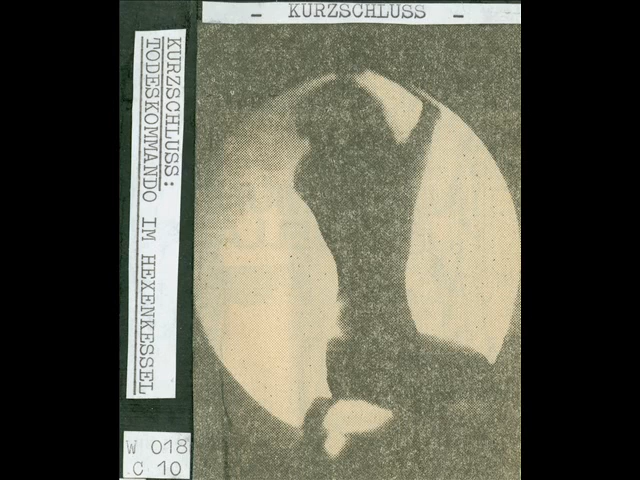 - KURZSCHLUSS -
KURZSCHLUSS:
TODESKOMMANDO IM HEXENKESSEL
W 018
C 10